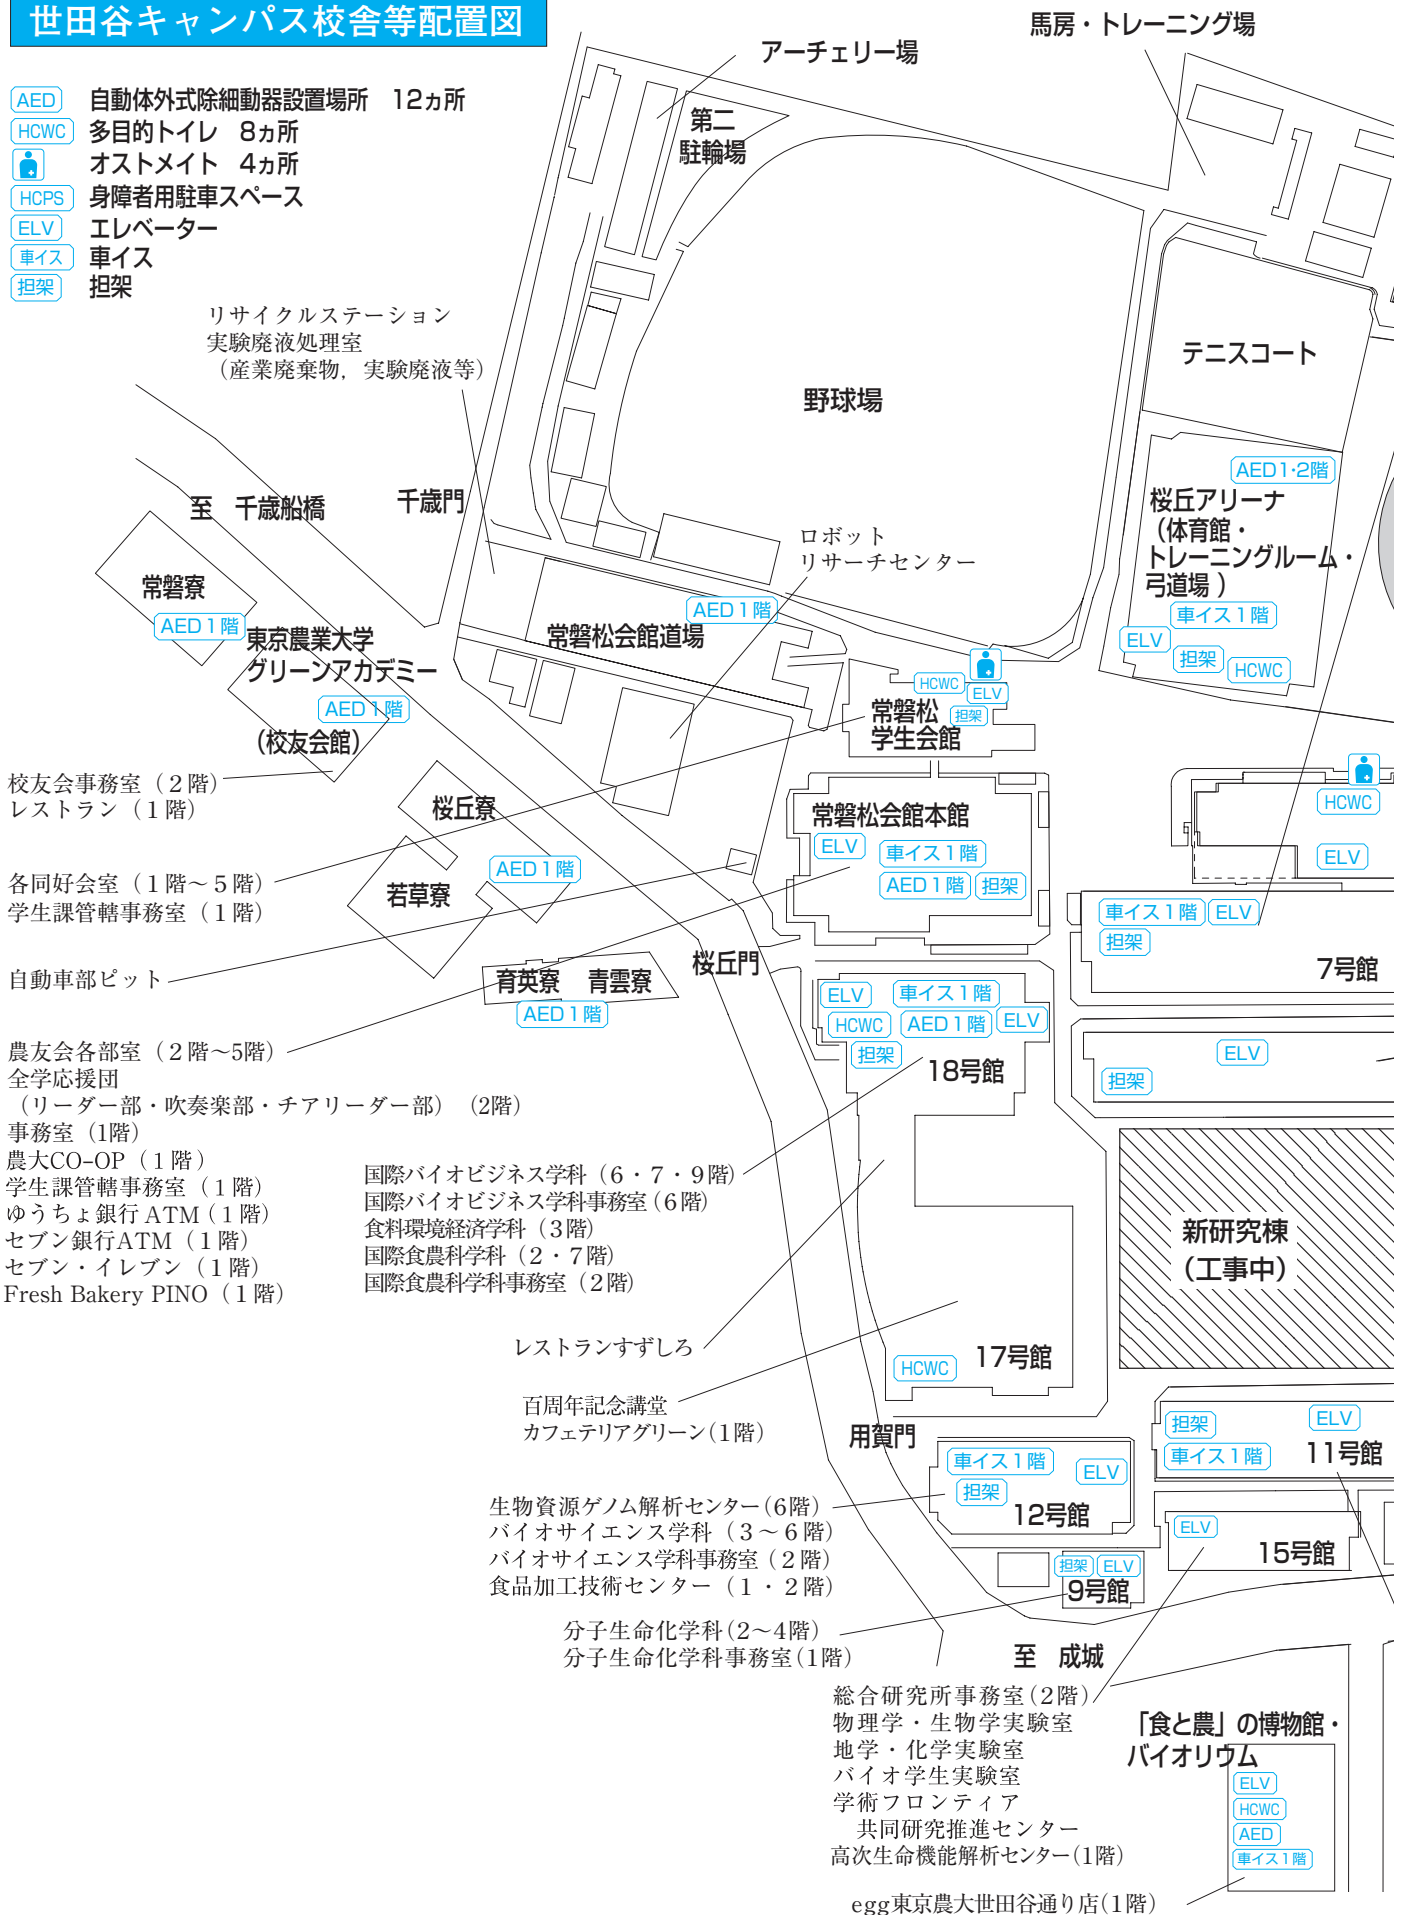 世田谷キャンパス校舎等配置図
AED 自動体外式除細動器設置場所 12ヵ所
HCWC 多目的トイレ 8ヵ所
オストメイト 4ヵ所
HCPS 身障者用駐車スペース
ELV エレベーター
車イス 車イス
担架 担架
馬房・トレーニング場
アーチェリー場
第二
駐輪場
リサイクルステーション
実験廃液処理室
（産業廃棄物，実験廃液等）
野球場
テニスコート
AED1・2階
桜丘アリーナ
（体育館・
トレーニングルーム・
弓道場 ）
車イス1階
ELV
担架
HCWC
至 千歳船橋
千歳門
ロボット
リサーチセンター
常磐寮
AED 1階
東京農業大学
グリーンアカデミー
AED 1階
（校友会館）
AED 1階
常磐松会館道場
HCWC
ELV
担架
常磐松
学生会館
校友会事務室（２階）
レストラン（１階）
桜丘寮
AED 1階
若草寮
常磐松会館本館
ELV
車イス1階
AED 1階
担架
HCWC
ELV
各同好会室（１階～５階）
学生課管轄事務室（１階）
車イス1階
ELV
担架
7号館
自動車部ピット
育英寮
青雲寮
AED 1階
桜丘門
ELV
車イス1階
HCWC
AED 1階
ELV
担架
18号館
ELV
担架
農友会各部室（２階～5階）
全学応援団
（リーダー部・吹奏楽部・チアリーダー部）（2階）
事務室（1階）
農大CO-OP（１階）
学生課管轄事務室（１階）
ゆうちょ銀行 ATM（１階）
セブン銀行ATM（１階）
セブン・イレブン（１階）
Fresh Bakery PINO（１階）
国際バイオビジネス学科（６・７・９階）
国際バイオビジネス学科事務室（６階）
食料環境経済学科（３階）
国際食農科学科（２・７階）
国際食農科学科事務室（２階）
新研究棟
（工事中）
レストランすずしろ
HCWC
17号館
百周年記念講堂
カフェテリアグリーン（1階）
用賀門
担架
ELV
車イス1階
11号館
車イス1階
ELV
担架
12号館
生物資源ゲノム解析センター（6階）
バイオサイエンス学科（３～６階）
バイオサイエンス学科事務室（２階）
食品加工技術センター（１・２階）
ELV
15号館
担架
ELV
9号館
分子生命化学科（2～4階）
分子生命化学科事務室（1階）
至 成城
総合研究所事務室（2階）
物理学・生物学実験室
地学・化学実験室
バイオ学生実験室
学術フロンティア
共同研究推進センター
高次生命機能解析センター（1階）
「食と農」の博物館・
バイオリウム
ELV
HCWC
AED
車イス1階
egg東京農大世田谷通り店（1階）